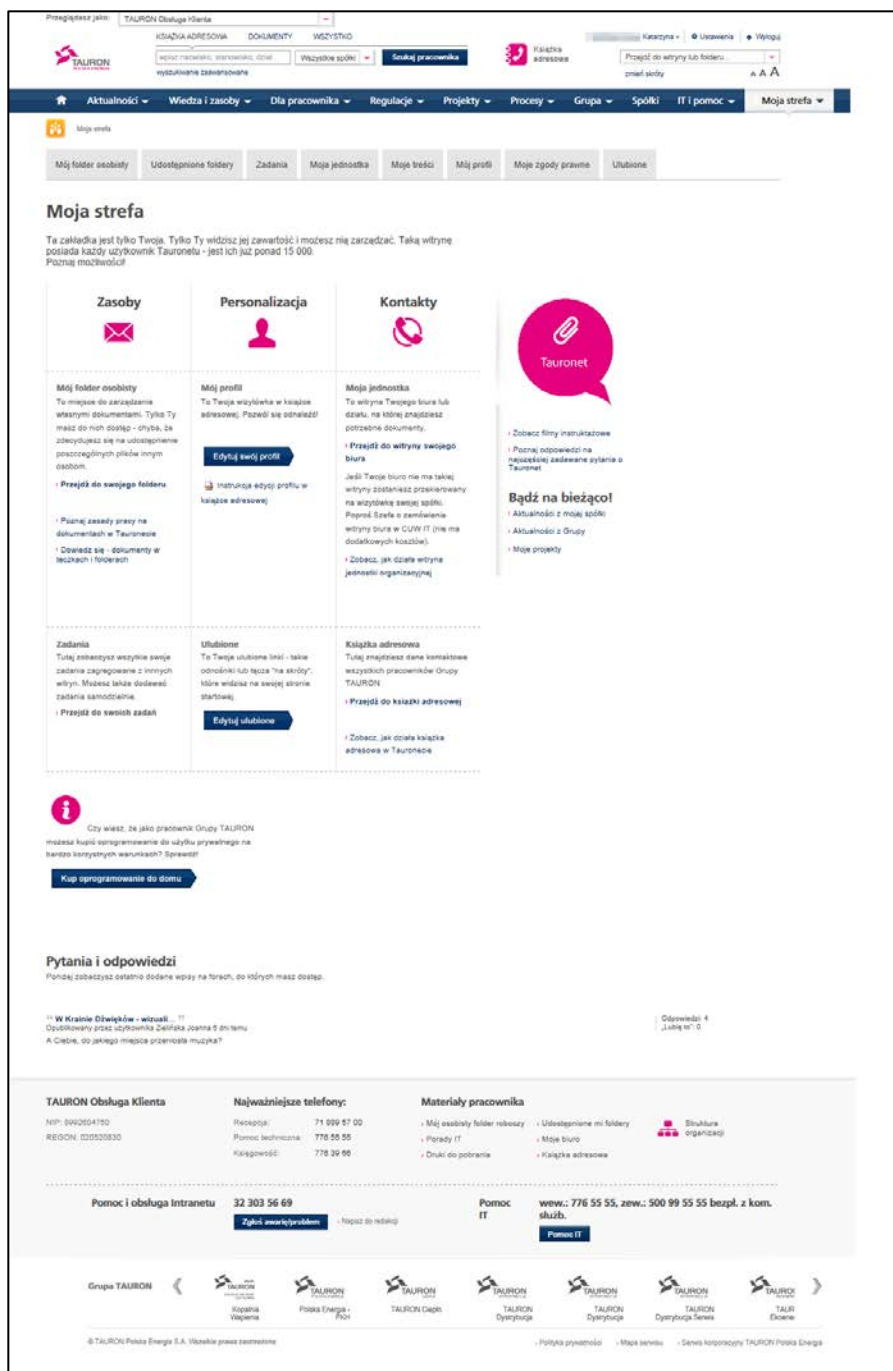 Przeglądasz jako: TAURON Obsługa Klienta
KSIĄŻKA ADRESOWA DOKUMENTY WSZYSTKO
wpisz nazwisko, stanowisko, dział Wszystkie spółki Szukaj pracownika
wyszukiwanie zaawansowane
TAURON
Książka adresowa
Katarzyna Ustawienia Wyloguj
Przejdź do witryny lub folderu...
zmień skróty A A A
Aktualności Wiedza i zasoby Dla pracownika Regulacje Projekty Procesy Grupa Spółki IT i pomoc Moja strefa
Moja strefa
Mój folder osobisty Udostępnione foldery Zadania Moja jednostka Moje treści Mój profil Moje zgody prawne Ulubione
Moja strefa
Ta zakładka jest tylko Twoja. Tylko Ty widzisz jej zawartość i możesz nią zarządzać. Taką witrynę
posiada każdy użytkownik Tauronetu - jest ich już ponad 15 000.
Poznaj możliwości!
Zasoby
Personalizacja
Kontakty
Tauronet
Mój folder osobisty
To miejsce do zarządzania
własnymi dokumentami. Tylko Ty
masz do nich dostęp - chyba, że
zdecydujesz się na udostępnienie
poszczególnych plików innym
osobom.
Przejdź do swojego folderu
Poznaj zasady pracy na
dokumentach w Tauronecie
Dowiedz się - dokumenty w
teczkach i folderach
Mój profil
To Twoja wizytówka w książce
adresowej. Pozwól się odnaleźć!
Edytuj swój profil
Instrukcja edycji profilu w
książce adresowej
Moja jednostka
To witryna Twojego biura lub
działu, na której znajdziesz
potrzebne dokumenty.
Przejdź do witryny swojego
biura
Jeśli Twoje biuro nie ma takiej
witryny zostaniesz przekierowany
na wizytówkę swojej spółki.
Poproś Szefa o zamówienie
witryny biura w CUW IT (nie ma
dodatkowych kosztów).
Zobacz, jak działa witryna
jednostki organizacyjnej
Zobacz filmy instruktażowe
Poznaj odpowiedzi na
najczęściej zadawane pytania o
Tauronet
Bądź na bieżąco!
Aktualności z mojej spółki
Aktualności z Grupy
Moje projekty
Zadania
Tutaj zobaczysz wszystkie swoje
zadania zagregowane z innych
witryn. Możesz także dodawać
zadania samodzielnie.
Przejdź do swoich zadań
Ulubione
To Twoje ulubione linki - takie
odnośniki lub łącza "na skróty",
które widzisz na swojej stronie
startowej.
Edytuj ulubione
Książka adresowa
Tutaj znajdziesz dane kontaktowe
wszystkich pracowników Grupy
TAURON
Przejdź do ksiażki adresowej
Zobacz, jak działa książka
adresowa w Tauronecie
Czy wiesz, że jako pracownik Grupy TAURON
możesz kupić oprogramowanie do użytku prywatnego na
bardzo korzystnych warunkach? Sprawdź!
Kup oprogramowanie do domu
Pytania i odpowiedzi
Poniżej zobaczysz ostatnio dodane wpisy na forach, do których masz dostęp.
"" W Krainie Dźwięków - wizuali... ""
Opublikowany przez użytkownika Zielińska Joanna 6 dni temu
A Ciebie, do jakiego miejsca przeniosła muzyka?
Odpowiedzi: 4
„Lubię to”: 0
TAURON Obsługa Klienta
Najważniejsze telefony:
Recepcja: 71 889 57 00
Pomoc techniczna: 776 55 55
Księgowość: 776 39 66
Materiały pracownika
Mój osobisty folder roboczy
Porady IT
Druki do pobrania
Udostępnione mi foldery
Moje biuro
Książka adresowa
Struktura
organizacji
Pomoc i obsługa Intranetu 32 303 56 69
Zgłoś awarię/problem Napisz do redakcji
Pomoc IT
wew.: 776 55 55, zew.: 500 99 55 55 bezpł. z kom.
służb.
Pomoc IT
Grupa TAURON
Kopalnia Wapienia
Polska Energia - PKH
TAURON Ciepło
TAURON Dystrybucja
TAURON Dystrybucja
TAURON Dystrybucja Serwis
© TAURON Polska Energia S.A. Wszelkie prawa zastrzeżone
Polityka prywatności Mapa serwisu Serwis korporacyjny TAURON Polska Energia